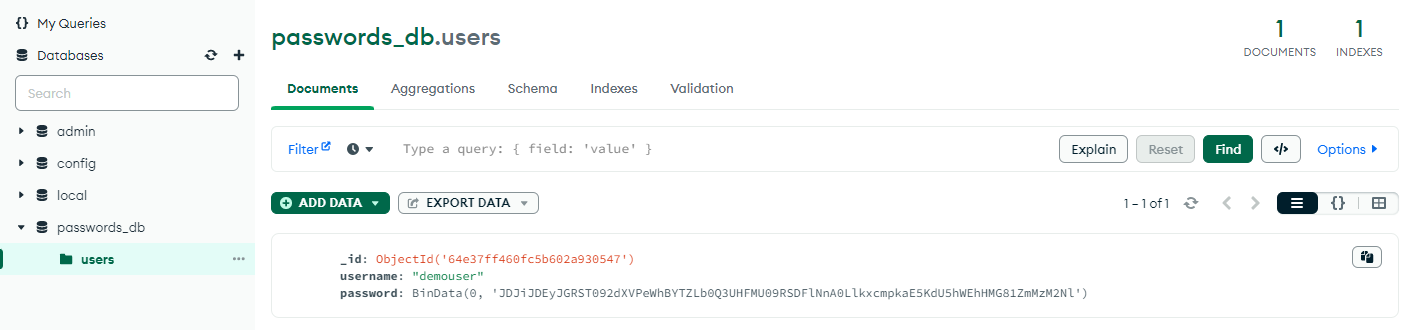 {} My Queries
Databases
Search
admin
config
local
passwords_db
users
passwords_db.users
1 DOCUMENTS
1 INDEXES
Documents Aggregations Schema Indexes Validation
Filter Type a query: { field: 'value' } Explain Reset Find </> Options
ADD DATA EXPORT DATA 1 – 1 of 1 {}
_id: ObjectId('64e37ff460fc5b602a930547')
username: "demouser"
password: BinData(0, 'JDJiJDEyJGRST092dXVPeWhBYTZLb0Q3UHFMU09RSDFlNnA0LlkxcmpkaE5KdU5hWEhHMG81ZmMzM2Nl')